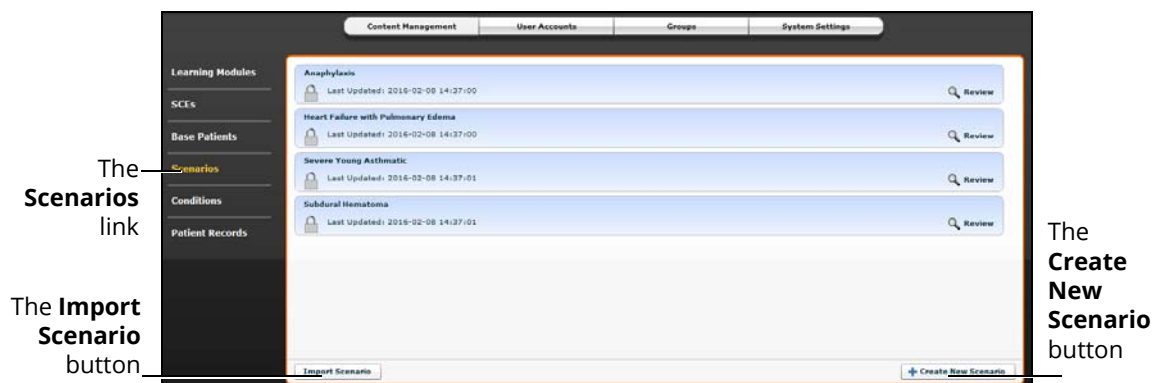 Content Management User Accounts Groups System Settings
Learning Modules
SCEs
Base Patients
Scenarios
Conditions
Patient Records
Anaphylaxis
Last Updated: 2016-02-08 14:37:00 Review
Heart Failure with Pulmonary Edema
Last Updated: 2016-02-08 14:37:00 Review
Severe Young Asthmatic
Last Updated: 2016-02-08 14:37:01 Review
Subdural Hematoma
Last Updated: 2016-02-08 14:37:01 Review
Import Scenario Create New Scenario
The
Scenarios
link
The Import
Scenario
button
The
Create
New
Scenario
button